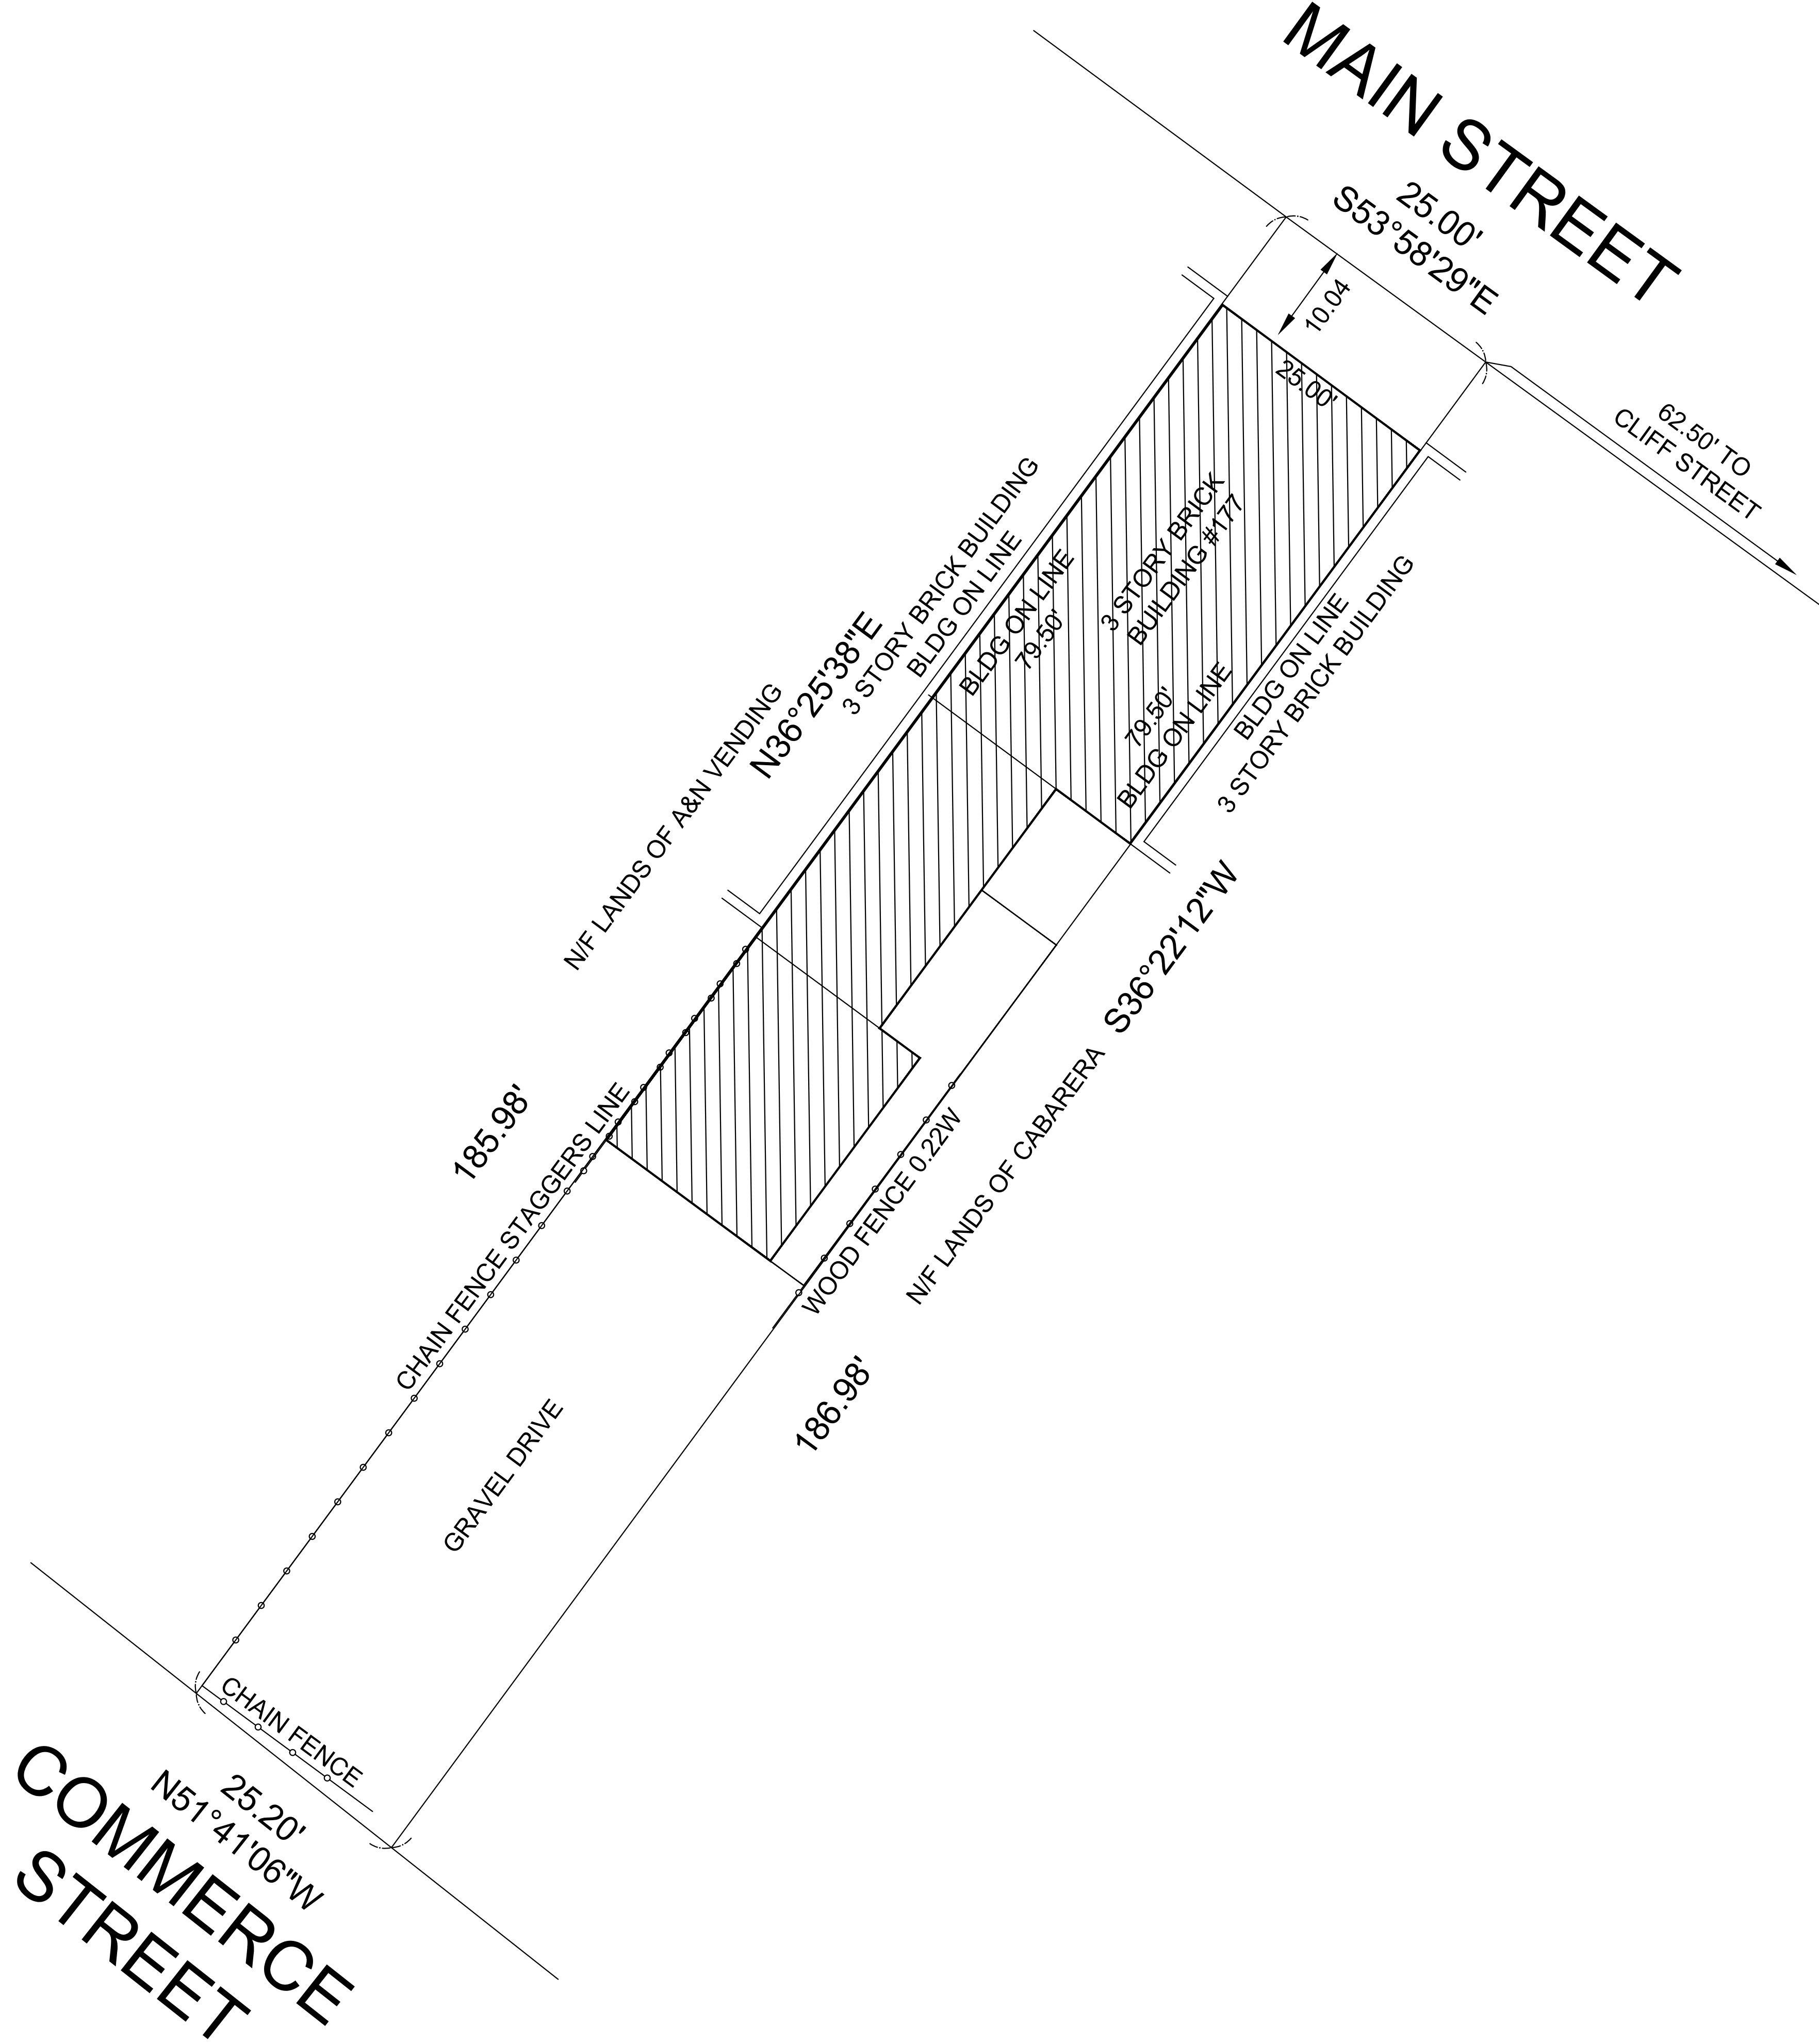 MAIN STREET
25.00'
S53°58'29"E
10.04
25.00'
62.50' TO
CLIFF STREET
3 STORY BRICK BUILDING
BLDG ON LINE
BLDG ON LINE
79.50'
3 STORY BRICK
BUILDING #177
79.50'
BLDG ON LINE
BLDG ON LINE
3 STORY BRICK BUILDING
N/F LANDS OF A&N VENDING
N36°25'38"E
S36°22'12"W
N/F LANDS OF CABARERA
185.98'
CHAIN FENCE STAGGERS LINE
WOOD FENCE 0.22W
186.98'
GRAVEL DRIVE
CHAIN FENCE
25.20'
N51°41'06"W
COMMERCE
STREET